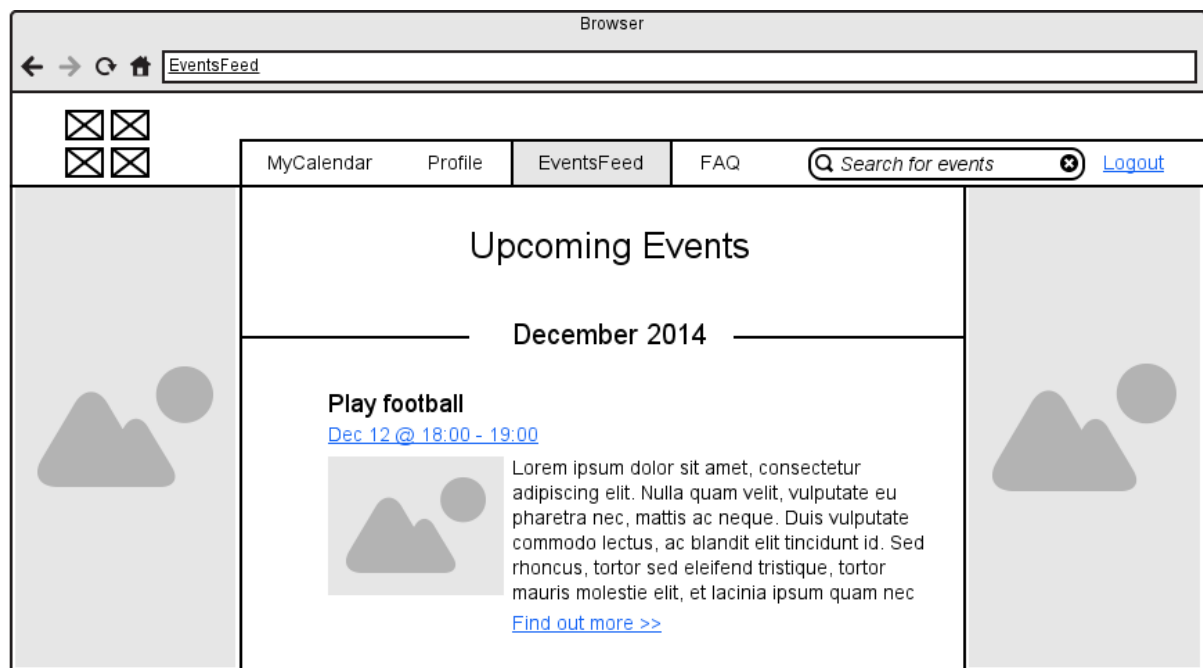 Browser
EventsFeed
MyCalendar Profile EventsFeed FAQ Search for events Logout
Upcoming Events
December 2014
Play football
Dec 12 @ 18:00 - 19:00
Lorem ipsum dolor sit amet, consectetur
adipiscing elit. Nulla quam velit, vulputate eu
pharetra nec, mattis ac neque. Duis vulputate
commodo lectus, ac blandit elit tincidunt id. Sed
rhoncus, tortor sed eleifend tristique, tortor
mauris molestie elit, et lacinia ipsum quam nec
Find out more >>